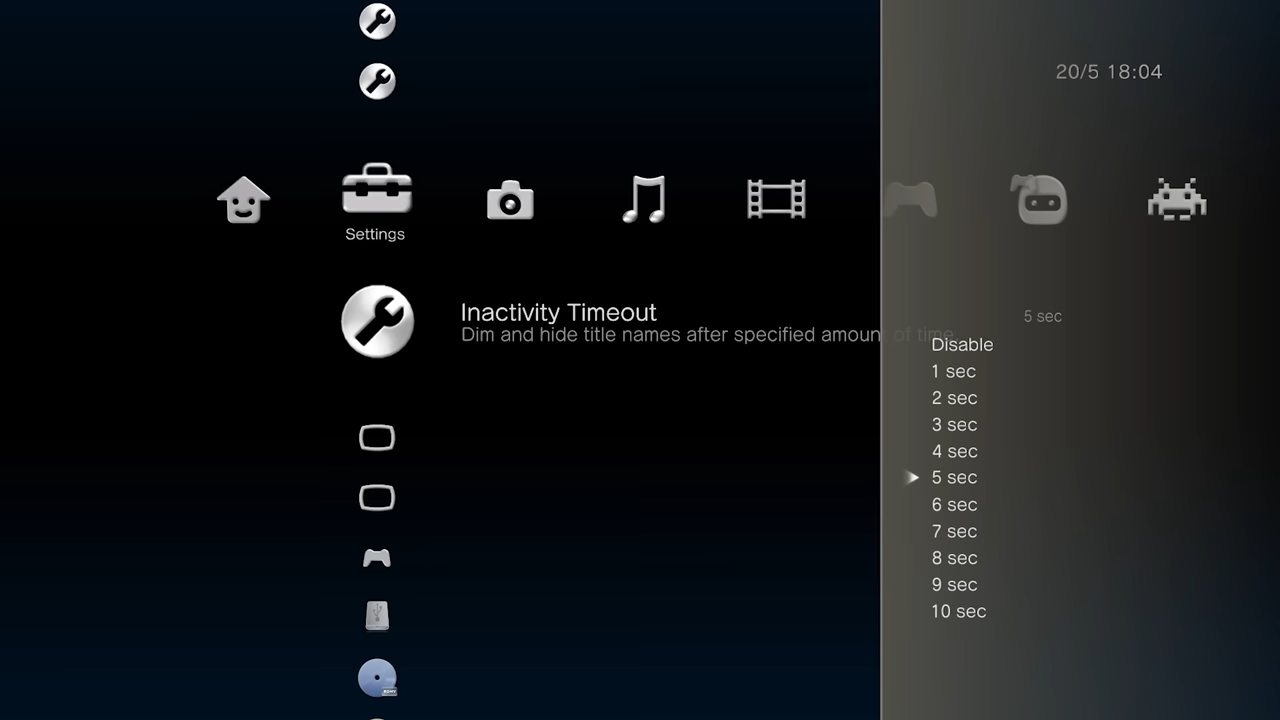 20/5 18:04
Settings
Inactivity Timeout
Dim and hide title names after specified amount of time
5 sec
Disable
1 sec
2 sec
3 sec
4 sec
5 sec
6 sec
7 sec
8 sec
9 sec
10 sec